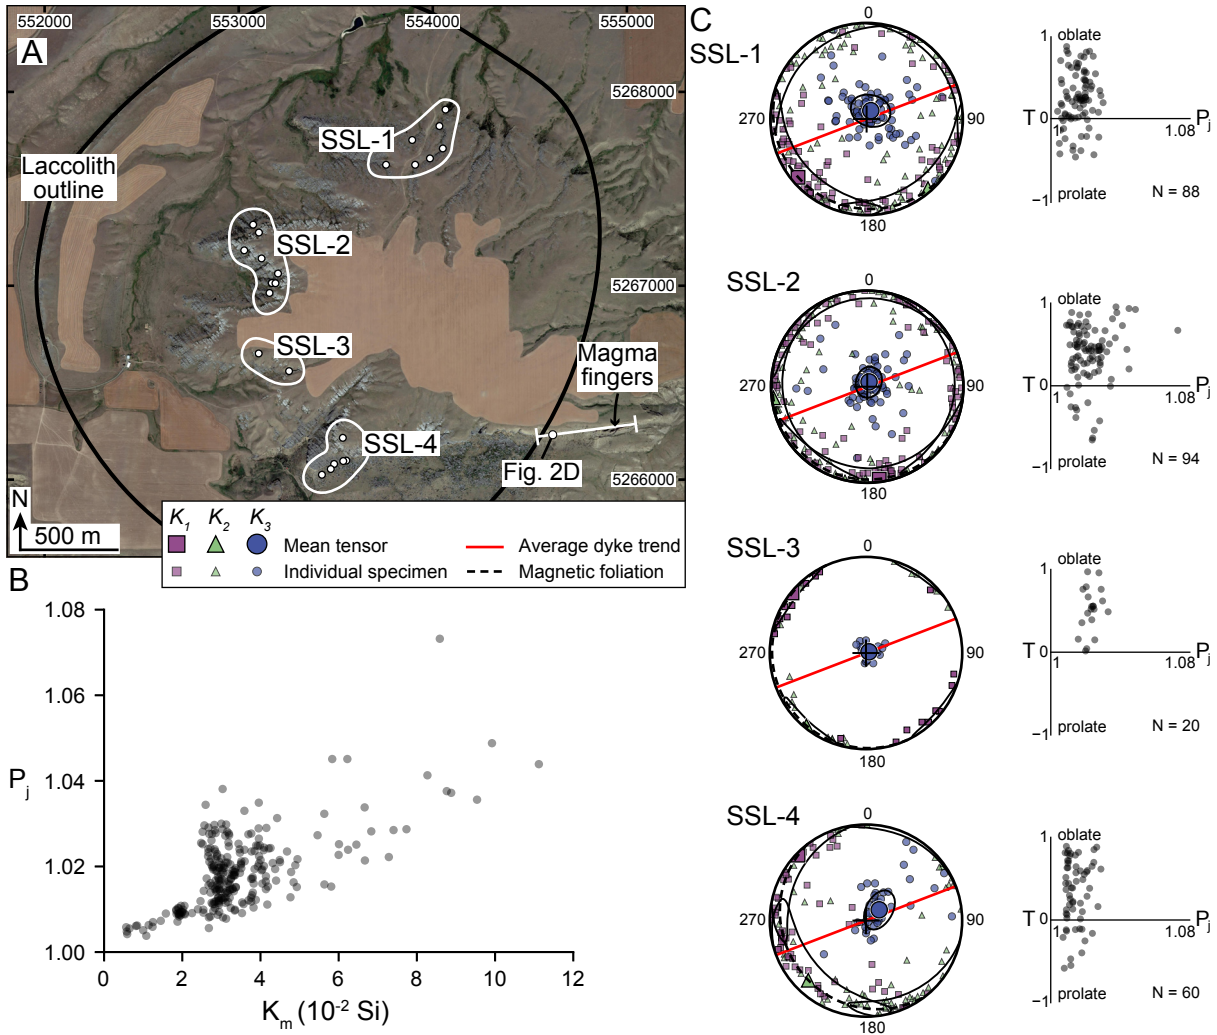 A
552000
553000
554000
555000
5268000
5267000
5266000
SSL-1
Laccolith
outline
SSL-2
SSL-3
Magma
fingers
SSL-4
Fig. 2D
N
500 m
K1 K2 K3
Mean tensor
Individual specimen
Average dyke trend
Magnetic foliation
B
1.08
1.06
1.04
1.02
1.00
Pj
0 2 4 6 8 10 12
Km (10-2 Si)
C
SSL-1
0
90
180
270
1
oblate
T 0
1
1.08
Pj
prolate
−1
N = 88
SSL-2
0
90
180
270
1
oblate
T 0
1
1.08
Pj
prolate
−1
N = 94
SSL-3
0
90
180
270
1
oblate
T 0
1
1.08
Pj
prolate
−1
N = 20
SSL-4
0
90
180
270
1
oblate
T 0
1
1.08
Pj
prolate
−1
N = 60